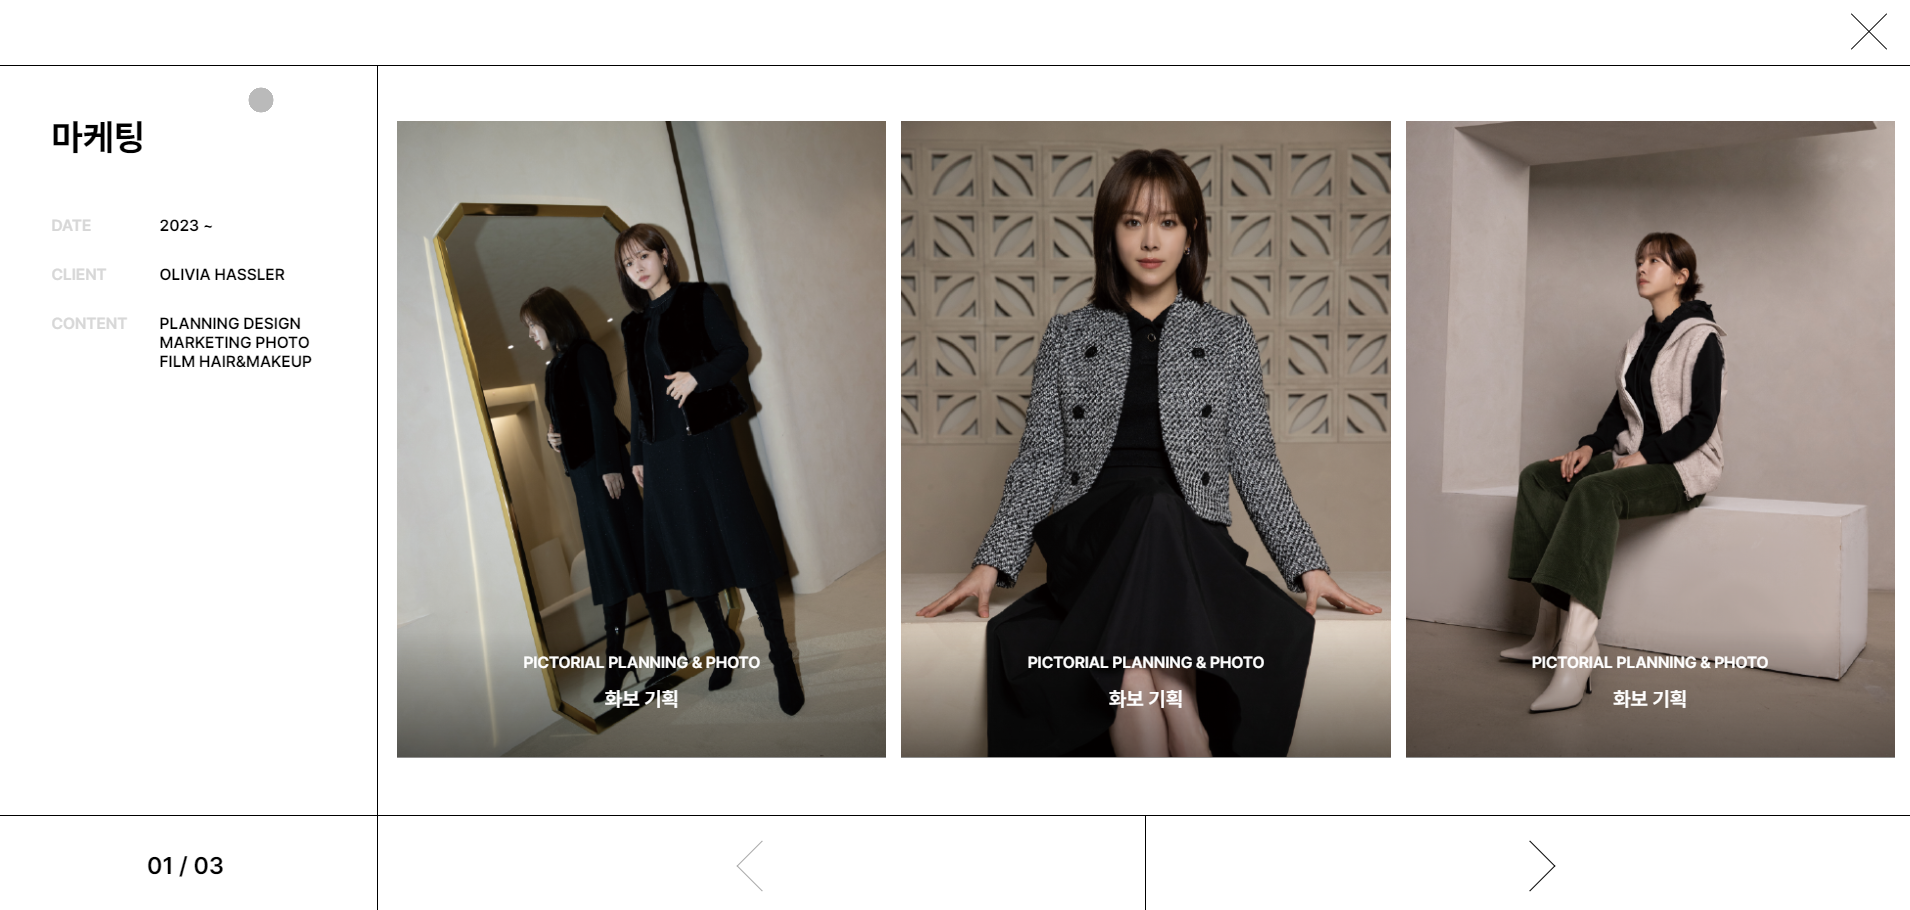 마케팅
DATE 2023 ~
CLIENT OLIVIA HASSLER
CONTENT PLANNING DESIGN
MARKETING PHOTO
FILM HAIR&MAKEUP
PICTORIAL PLANNING & PHOTO
화보 기획
PICTORIAL PLANNING & PHOTO
화보 기획
PICTORIAL PLANNING & PHOTO
화보 기획
01 / 03